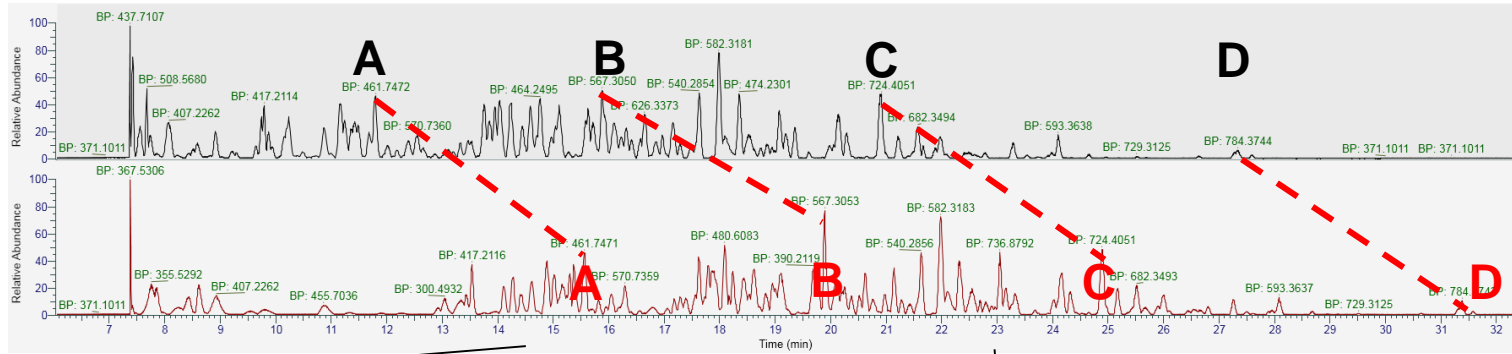 BP: 437.7107
100
80
60
40
20
0
Relative Abundance
BP: 508.5680
BP: 407.2262
BP: 371.1011
BP: 417.2114
A
BP: 461.7472
BP: 570.7360
BP: 464.2495
B
BP: 567.3050
BP: 626.3373
BP: 540.2854
BP: 582.3181
BP: 474.2301
C
BP: 724.4051
BP: 682.3494
BP: 593.3638
BP: 729.3125
D
BP: 784.3744
BP: 371.1011
BP: 371.1011
BP: 367.5306
100
80
60
40
20
0
Relative Abundance
BP: 371.1011
BP: 355.5292
BP: 407.2262
BP: 455.7036
BP: 300.4932
BP: 417.2116
BP: 461.7471
A
BP: 570.7359
BP: 480.6083
BP: 390.2119
BP: 567.3053
B
BP: 540.2856
BP: 582.3183
BP: 736.8792
BP: 724.4051
C
BP: 682.3493
BP: 593.3637
BP: 729.3125
D
7 8 9 10 11 12 13 14 15 16 17 18 19 20 21 22 23 24 25 26 27 28 29 30 31 32
Time (min)